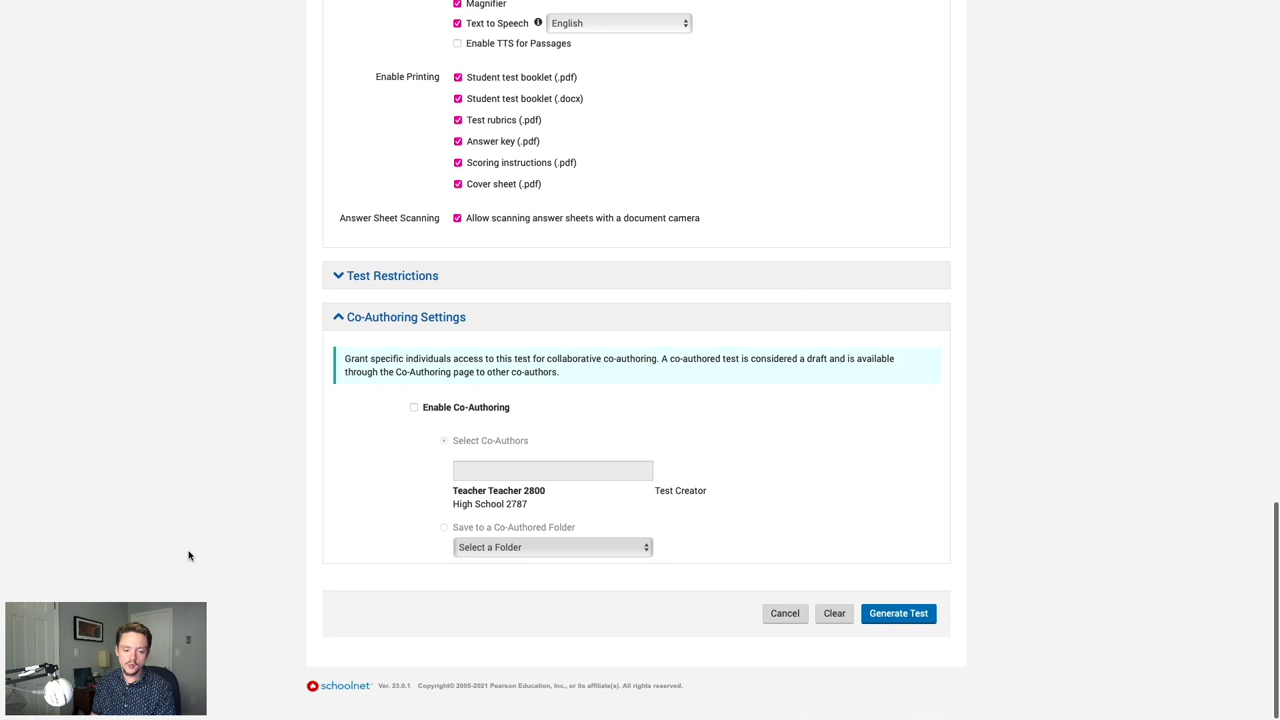 Magnifier
Text to Speech English
Enable TTS for Passages
Enable Printing Student test booklet (.pdf)
Student test booklet (.docx)
Test rubrics (.pdf)
Answer key (.pdf)
Scoring instructions (.pdf)
Cover sheet (.pdf)
Answer Sheet Scanning Allow scanning answer sheets with a document camera
Test Restrictions
Co-Authoring Settings
Grant specific individuals access to this test for collaborative co-authoring. A co-authored test is considered a draft and is available
through the Co-Authoring page to other co-authors.
Enable Co-Authoring
Select Co-Authors
Teacher Teacher 2800 Test Creator
High School 2787
Save to a Co-Authored Folder
Select a Folder
Cancel Clear Generate Test
schoolnet Ver. 23.0.1 Copyright© 2005-2021 Pearson Education, Inc., or its affiliate(s). All rights reserved.